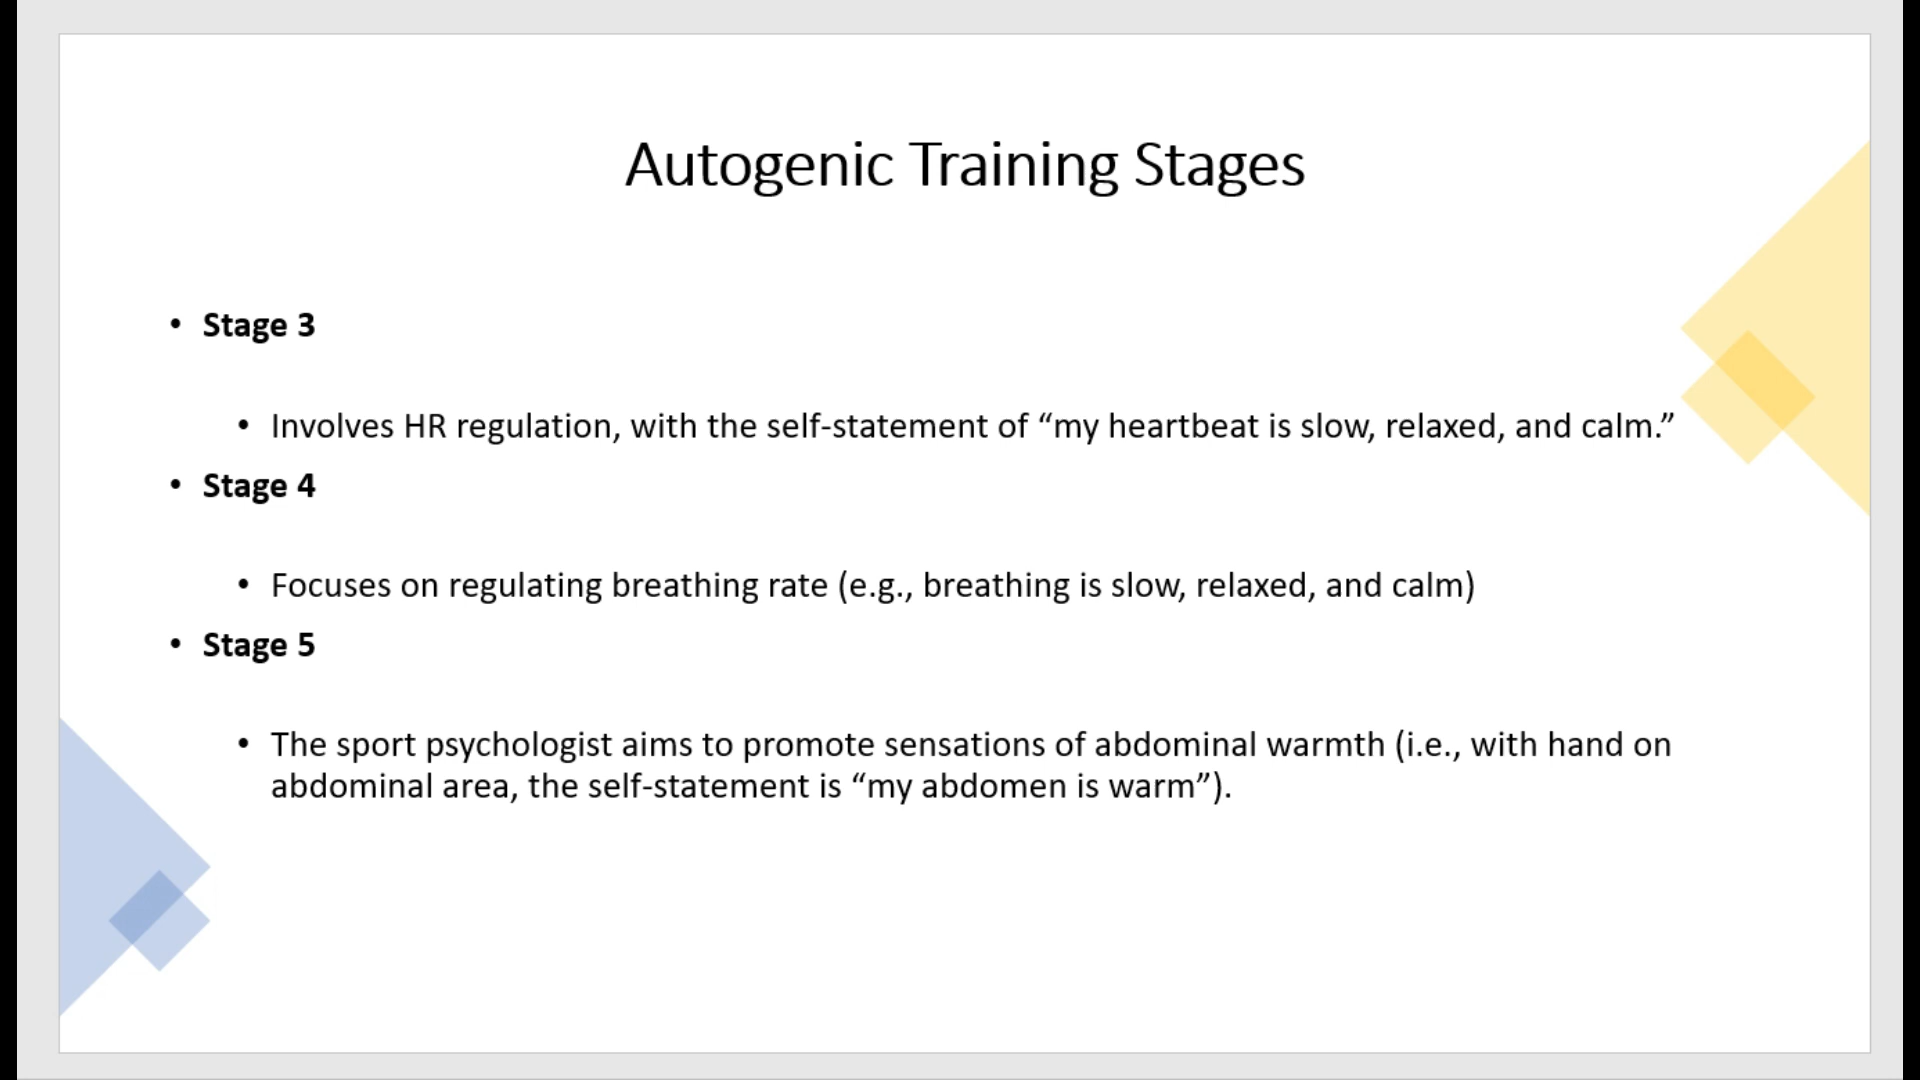 Autogenic Training Stages
• Stage 3
• Involves HR regulation, with the self-statement of “my heartbeat is slow, relaxed, and calm.”
• Stage 4
• Focuses on regulating breathing rate (e.g., breathing is slow, relaxed, and calm)
• Stage 5
• The sport psychologist aims to promote sensations of abdominal warmth (i.e., with hand on
abdominal area, the self-statement is “my abdomen is warm”).